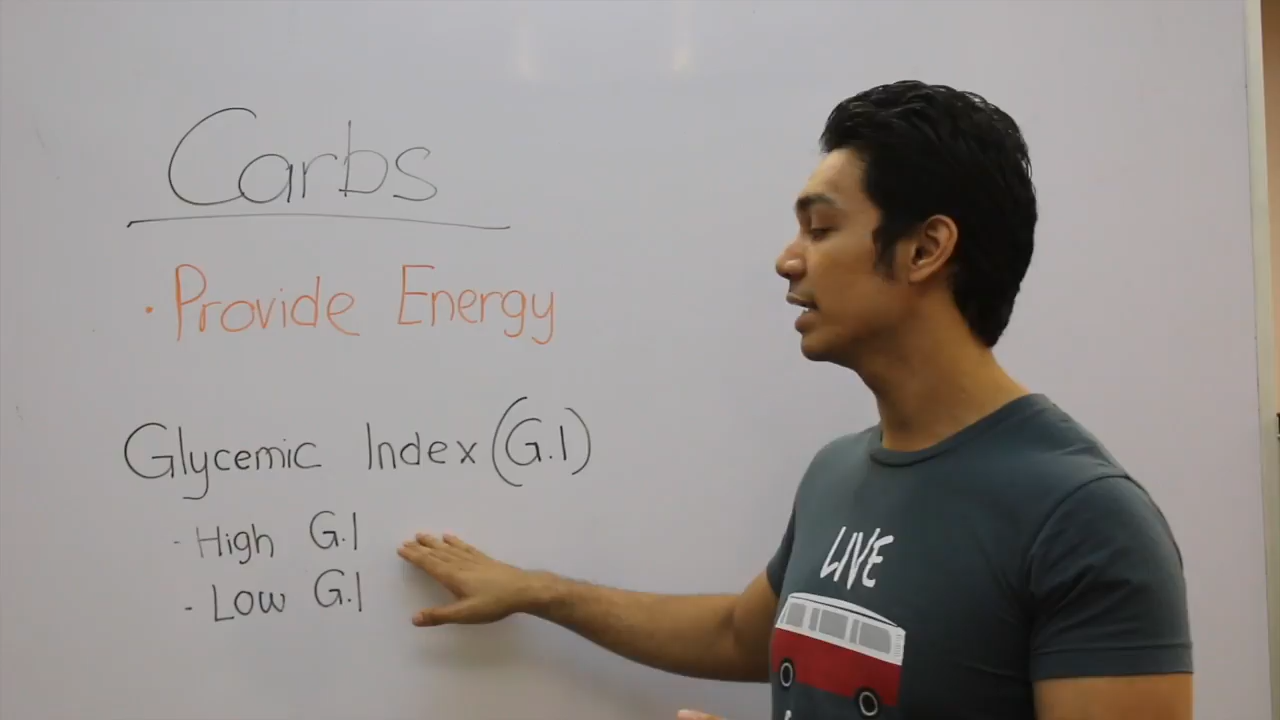 Carbs
· Provide Energy
Glycemic Index (G.I)
- High G.I
- Low G.I
LIVE